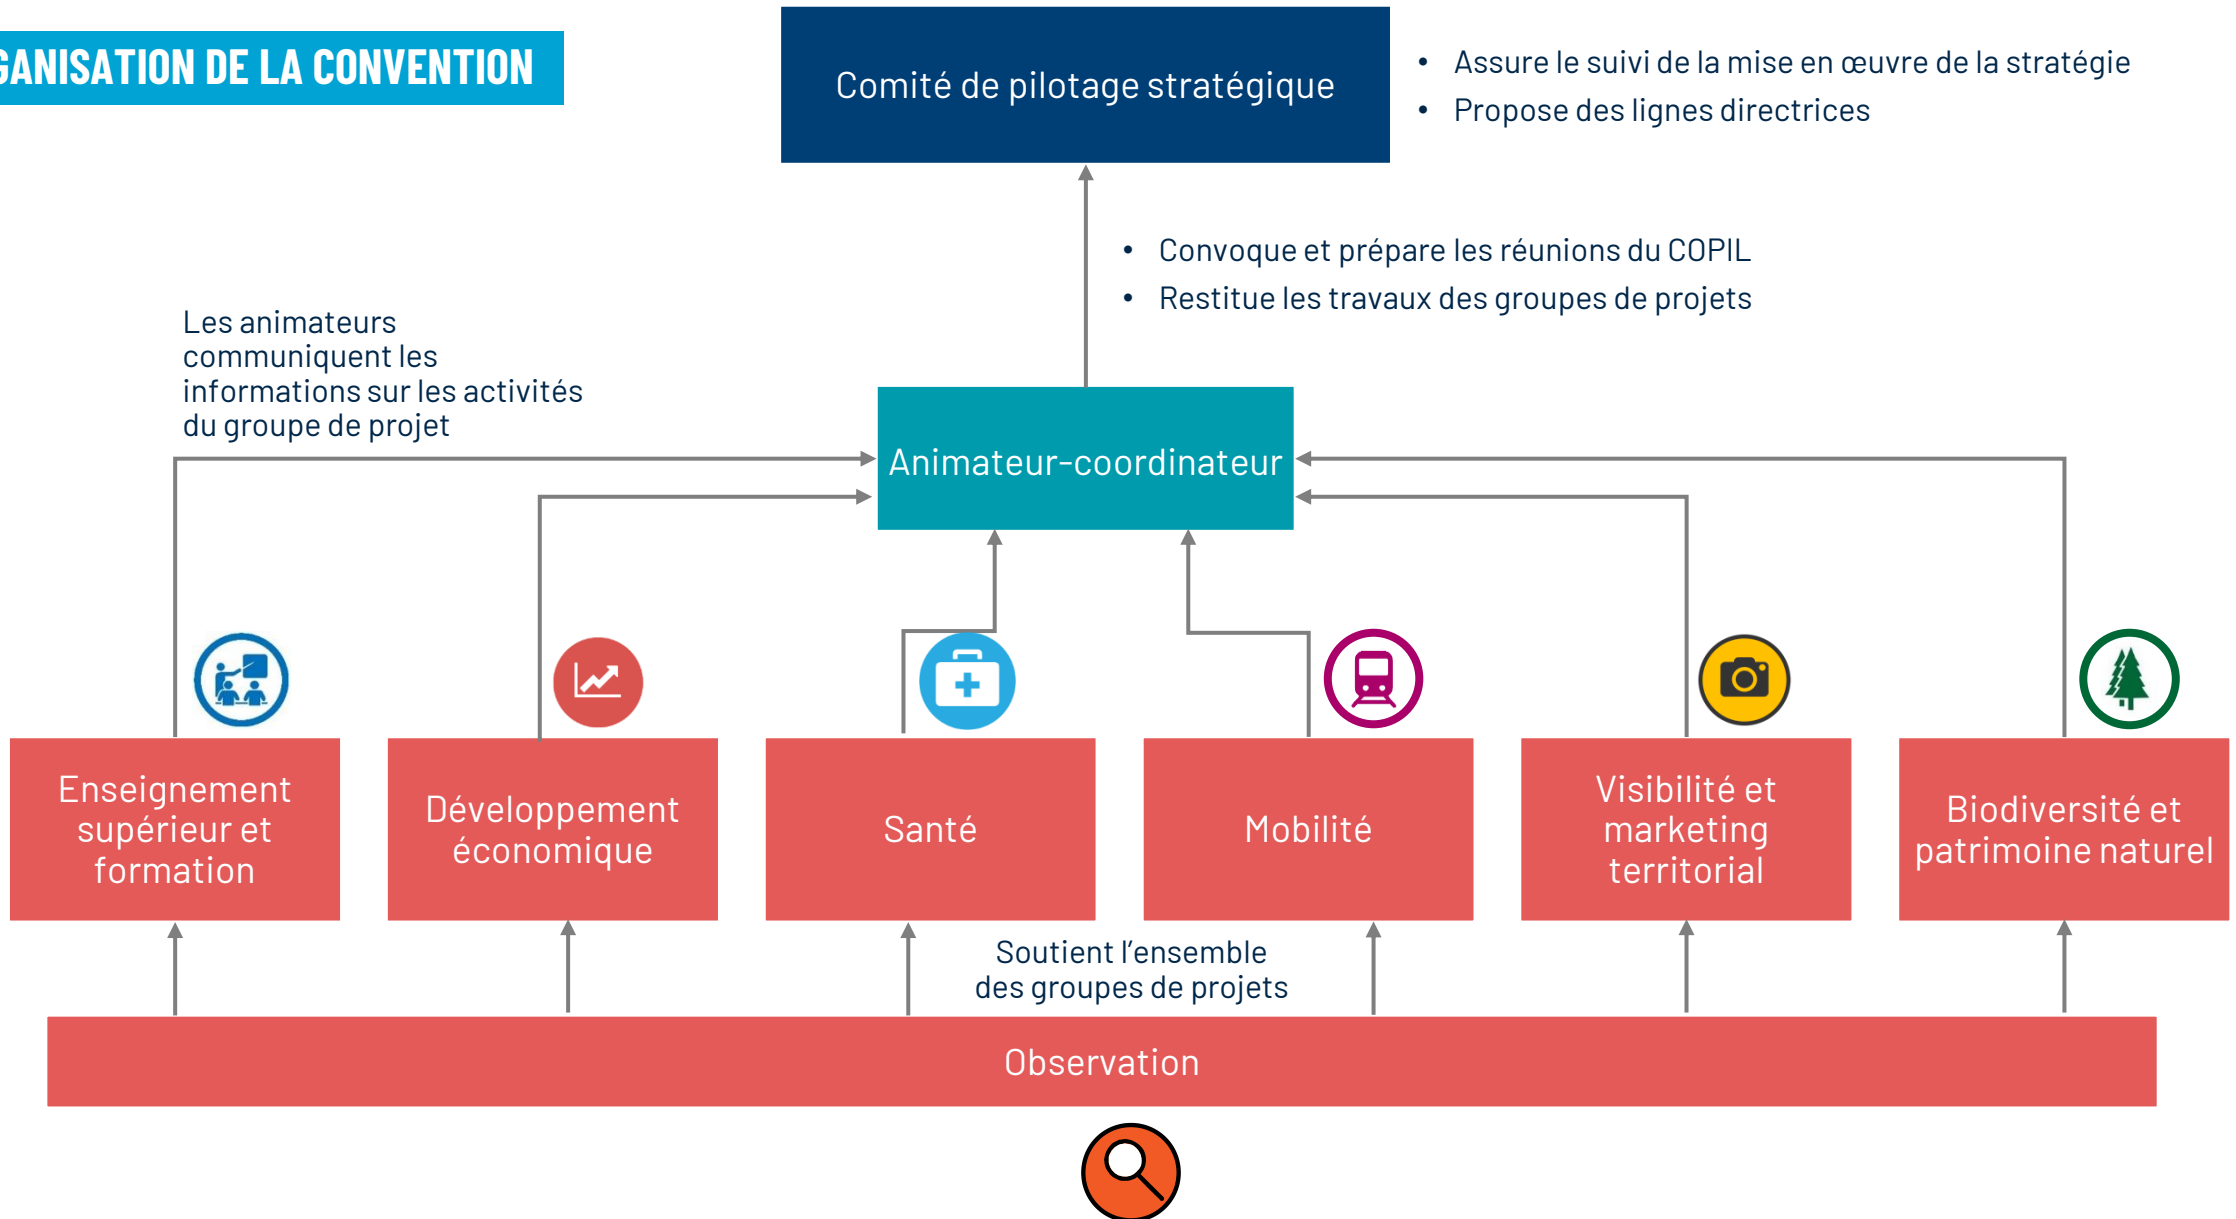 GANISATION DE LA CONVENTION
Comité de pilotage stratégique
• Assure le suivi de la mise en œuvre de la stratégie
• Propose des lignes directrices
• Convoque et prépare les réunions du COPIL
• Restitue les travaux des groupes de projets
Les animateurs
communiquent les
informations sur les activités
du groupe de projet
Animateur-coordinateur
Enseignement
supérieur et
formation
Développement
économique
Santé
Mobilité
Visibilité et
marketing
territorial
Biodiversité et
patrimoine naturel
Soutient l’ensemble
des groupes de projets
Observation